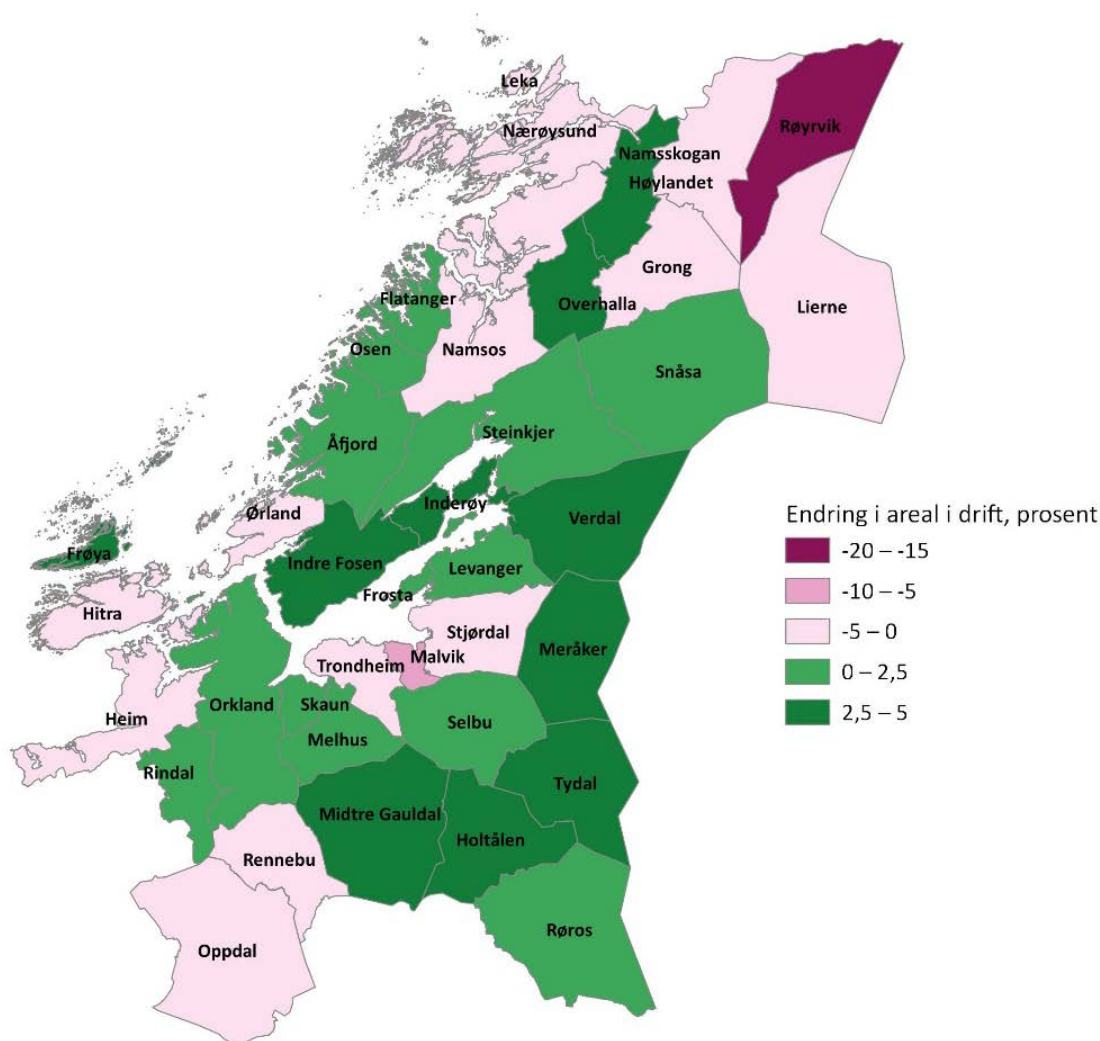 Leka
Nærøysund
Røyrvik
Namsskogan
Høylandet
Grong
Overhalla
Lierne
Flatanger
Osen
Namsos
Snåsa
Steinkjer
Åfjord
Inderøy
Ørland
Verdal
Frøya
Indre Fosen
Levanger
Frosta
Hitra
Stjørdal
Meråker
Malvik
Trondheim
Heim
Orkland
Skaun
Selbu
Melhus
Rindal
Tydal
Midtre Gauldal
Holtålen
Rennebu
Røros
Oppdal
Endring i areal i drift, prosent
-20 – -15
-10 – -5
-5 – 0
0 – 2,5
2,5 – 5